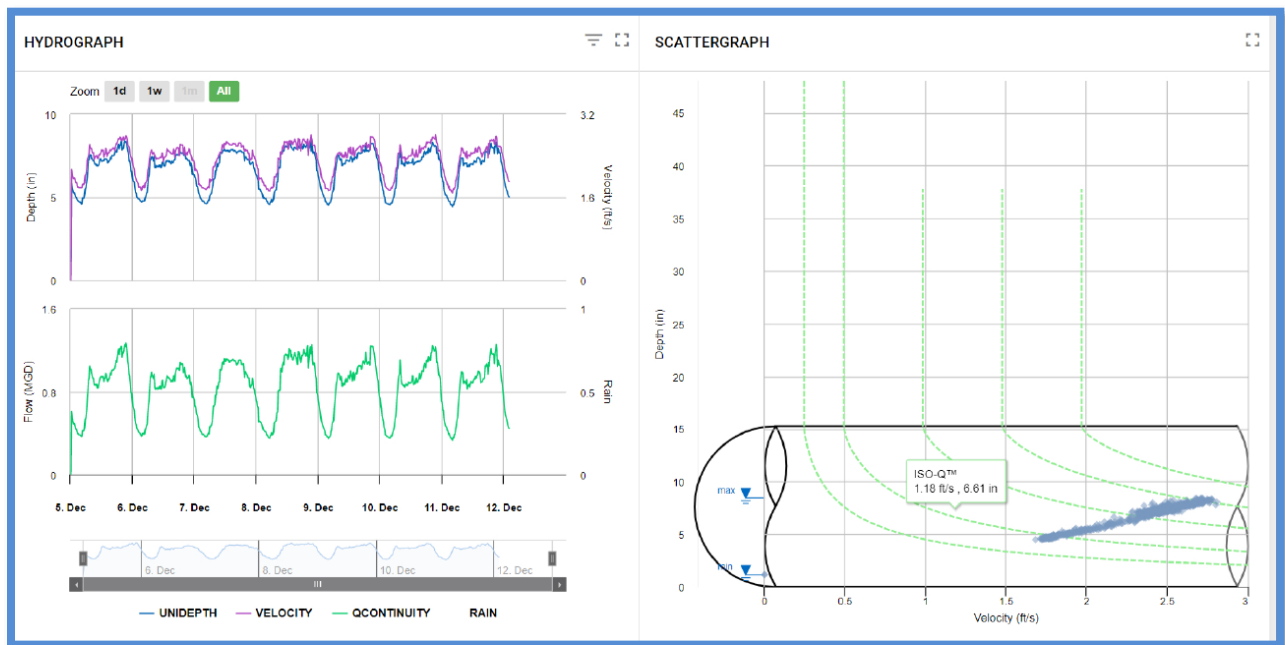 HYDROGRAPH
Zoom 1d 1w 1m All
10
5
0
Depth (in)
3.2
1.6
0
Velocity (ft/s)
1.6
0.8
0
Flow (MGD)
1
0.5
0
Rain
5. Dec 6. Dec 7. Dec 8. Dec 9. Dec 10. Dec 11. Dec 12. Dec
6. Dec 8. Dec 10. Dec 12. Dec
UNIDEPTH VELOCITY QCONTINUITY RAIN
SCATTERGRAPH
45
40
35
30
25
20
15
10
5
0
Depth (in)
max
min
ISO-Q™
1.18 ft/s , 6.61 in
0 0.5 1 1.5 2 2.5 3
Velocity (ft/s)